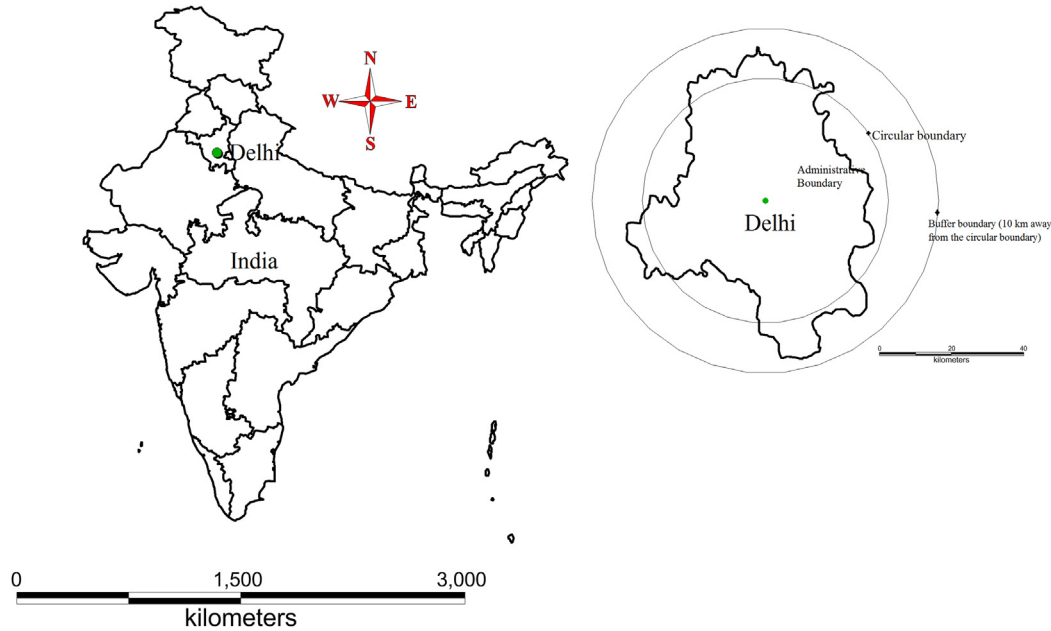 N
W
E
S
Delhi
India
0 1,500 3,000
kilometers
Circular boundary
Administrative
Boundary
Delhi
Buffer boundary (10 km away
from the circular boundary)
0 20 40
kilometers